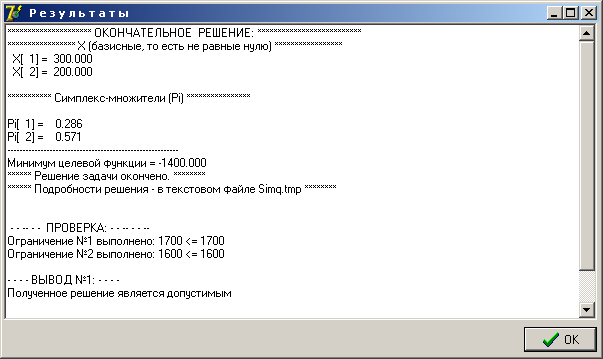 Результаты
******************** ОКОНЧАТЕЛЬНОЕ РЕШЕНИЕ: *************************
**************** X (базисные, то есть не равные нулю) ****************
X[ 1] = 300.000
X[ 2] = 200.000
*********** Симплекс-множители (Pi) ***************
Pi[ 1] = 0.286
Pi[ 2] = 0.571
---------------------------------------------------------
Минимум целевой функции = -1400.000
****** Решение задачи окончено. ********
****** Подробности решения - в текстовом файле Simq.tmp ********
- - -- -- - ПРОВЕРКА: - - -- - - --
Ограничение №1 выполнено: 1700 <= 1700
Ограничение №2 выполнено: 1600 <= 1600
- - - - ВЫВОД №1: - - - -
Полученное решение является допустимым
OK